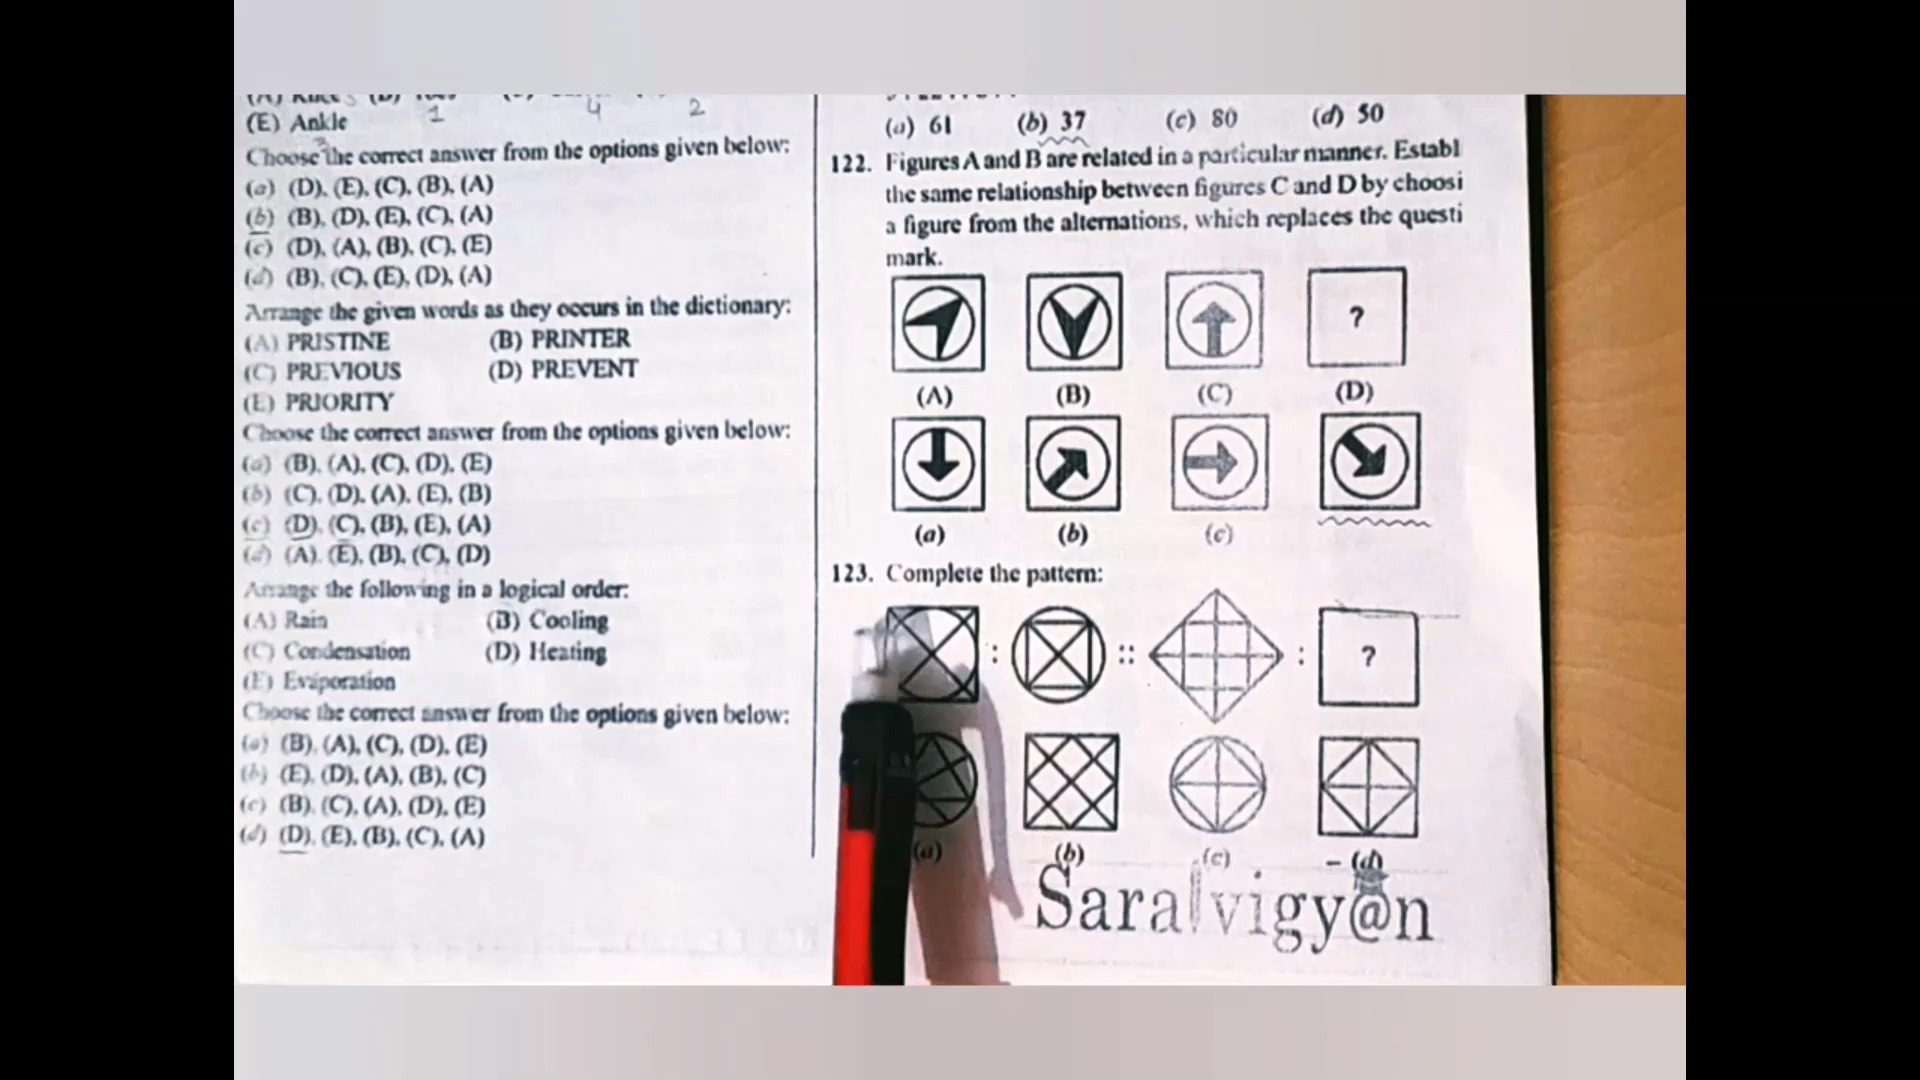 1 4 2
(E) Ankle
Choose the correct answer from the options given below:
(a) (D), (E), (C), (B), (A)
(b) (B), (D), (E), (C), (A)
(c) (D), (A), (B), (C), (E)
(d) (B), (C), (E), (D), (A)
Arrange the given words as they occurs in the dictionary:
(A) PRISTINE (B) PRINTER
(C) PREVIOUS (D) PREVENT
(E) PRIORITY
Choose the correct answer from the options given below:
(a) (B), (A), (C), (D), (E)
(b) (C), (D), (A), (E), (B)
(c) (D), (C), (B), (E), (A)
(d) (A), (E), (B), (C), (D)
Arrange the following in a logical order:
(A) Rain (B) Cooling
(C) Condensation (D) Heating
(E) Evaporation
Choose the correct answer from the options given below:
(a) (B), (A), (C), (D), (E)
(b) (E), (D), (A), (B), (C)
(c) (B), (C), (A), (D), (E)
(d) (D), (E), (B), (C), (A)
(a) 61 (b) 37 (c) 80 (d) 50
122. Figures A and B are related in a particular manner. Establ
the same relationship between figures C and D by choosi
a figure from the alternations, which replaces the questi
mark.
?
(A) (B) (C) (D)
(a) (b) (c)
123. Complete the pattern:
: :: : ?
(a) (b) (c) (d)
Saralvigy@n